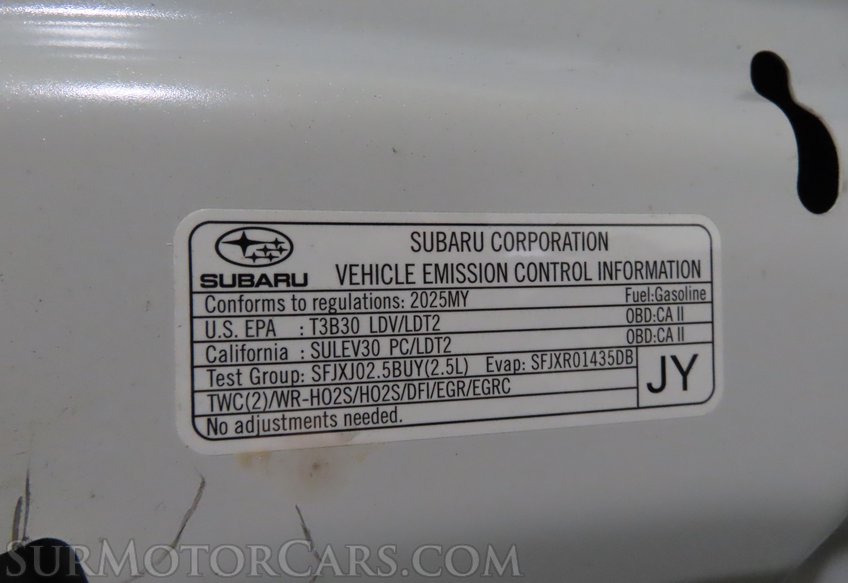 SUBARU
SUBARU CORPORATION
VEHICLE EMISSION CONTROL INFORMATION
Conforms to regulations: 2025MY Fuel:Gasoline
U.S. EPA : T3B30 LDV/LDT2 OBD:CA II
California : SULEV30 PC/LDT2 OBD:CA II
Test Group: SFJXJ02.5BUY(2.5L) Evap: SFJXR01435DB
TWC(2)/WR-HO2S/HO2S/DFI/EGR/EGRC
No adjustments needed.
JY
SurMotorCars.com